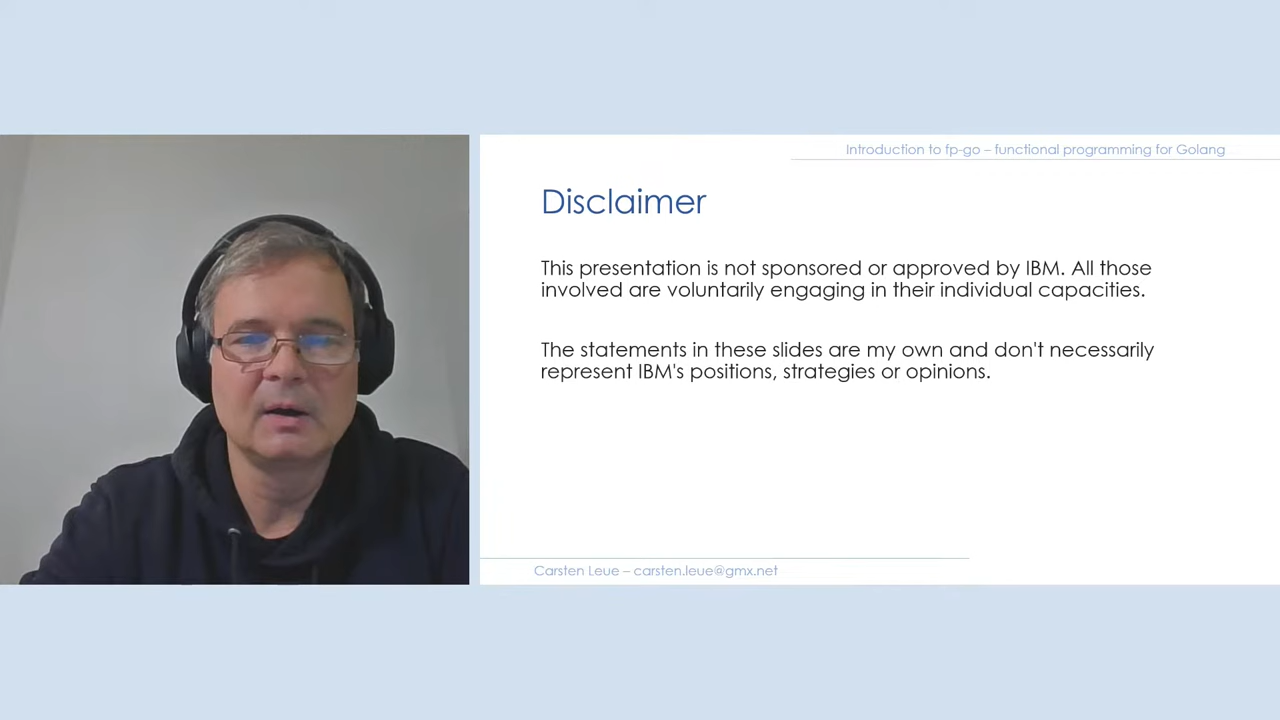 Introduction to fp-go – functional programming for Golang
Disclaimer
This presentation is not sponsored or approved by IBM. All those
involved are voluntarily engaging in their individual capacities.
The statements in these slides are my own and don't necessarily
represent IBM's positions, strategies or opinions.
Carsten Leue – carsten.leue@gmx.net